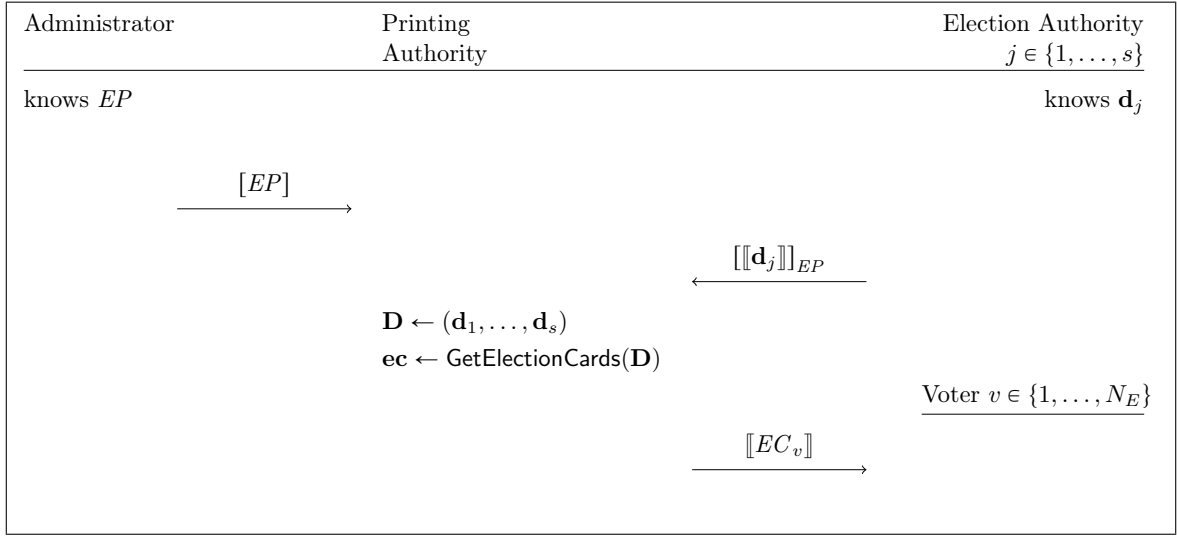 Administrator Printing Authority Election Authority
j ∈ {1, . . . , s}
knows EP knows d_j
[EP]
[⟦d_j⟧]_EP
D ← (d_1, . . . , d_s)
ec ← GetElectionCards(D)
Voter v ∈ {1, . . . , N_E}
⟦EC_v⟧